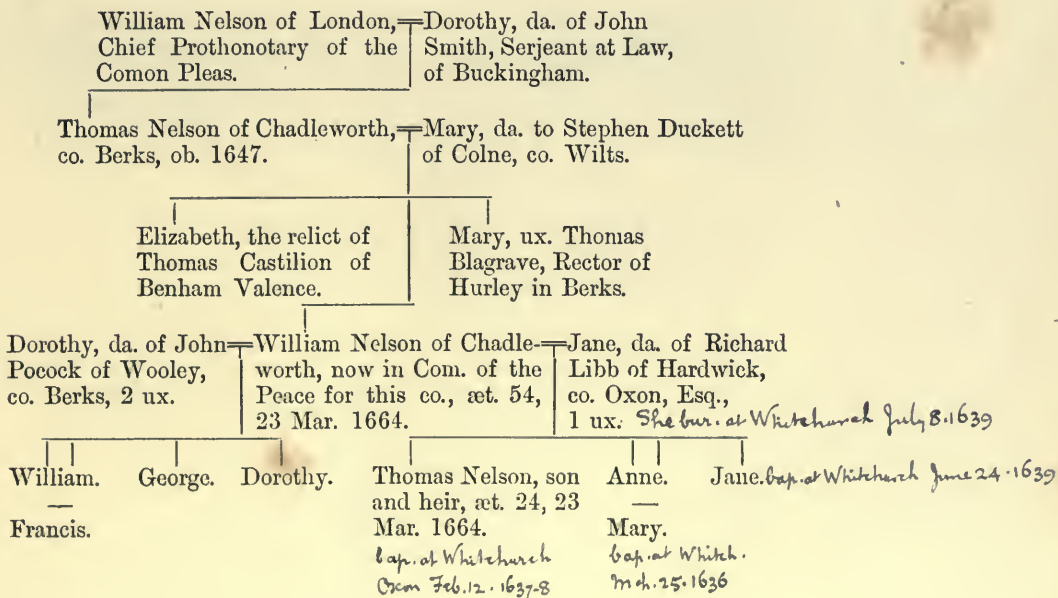 William Nelson of London,
Chief Prothonotary of the
Comon Pleas.
Dorothy, da. of John
Smith, Serjeant at Law,
of Buckingham.
Thomas Nelson of Chadleworth,
co. Berks, ob. 1647.
Mary, da. to Stephen Duckett
of Colne, co. Wilts.
Elizabeth, the relict of
Thomas Castilion of
Benham Valence.
Mary, ux. Thomas
Blagrave, Rector of
Hurley in Berks.
Dorothy, da. of John
Pocock of Wooley,
co. Berks, 2 ux.
William Nelson of Chadle-
worth, now in Com. of the
Peace for this co., æt. 54,
23 Mar. 1664.
Jane, da. of Richard
Libb of Hardwick,
co. Oxon, Esq.,
1 ux. She bur. at Whitchurch July 8. 1639
William.
—
Francis.
George.
Dorothy.
Thomas Nelson, son
and heir, æt. 24, 23
Mar. 1664.
bap. at Whitchurch
Oxon Feb. 12. 1637-8
Anne.
—
Mary.
bap. at Whitch.
Mch. 25. 1636
Jane. bap. at Whitchurch June 24. 1639